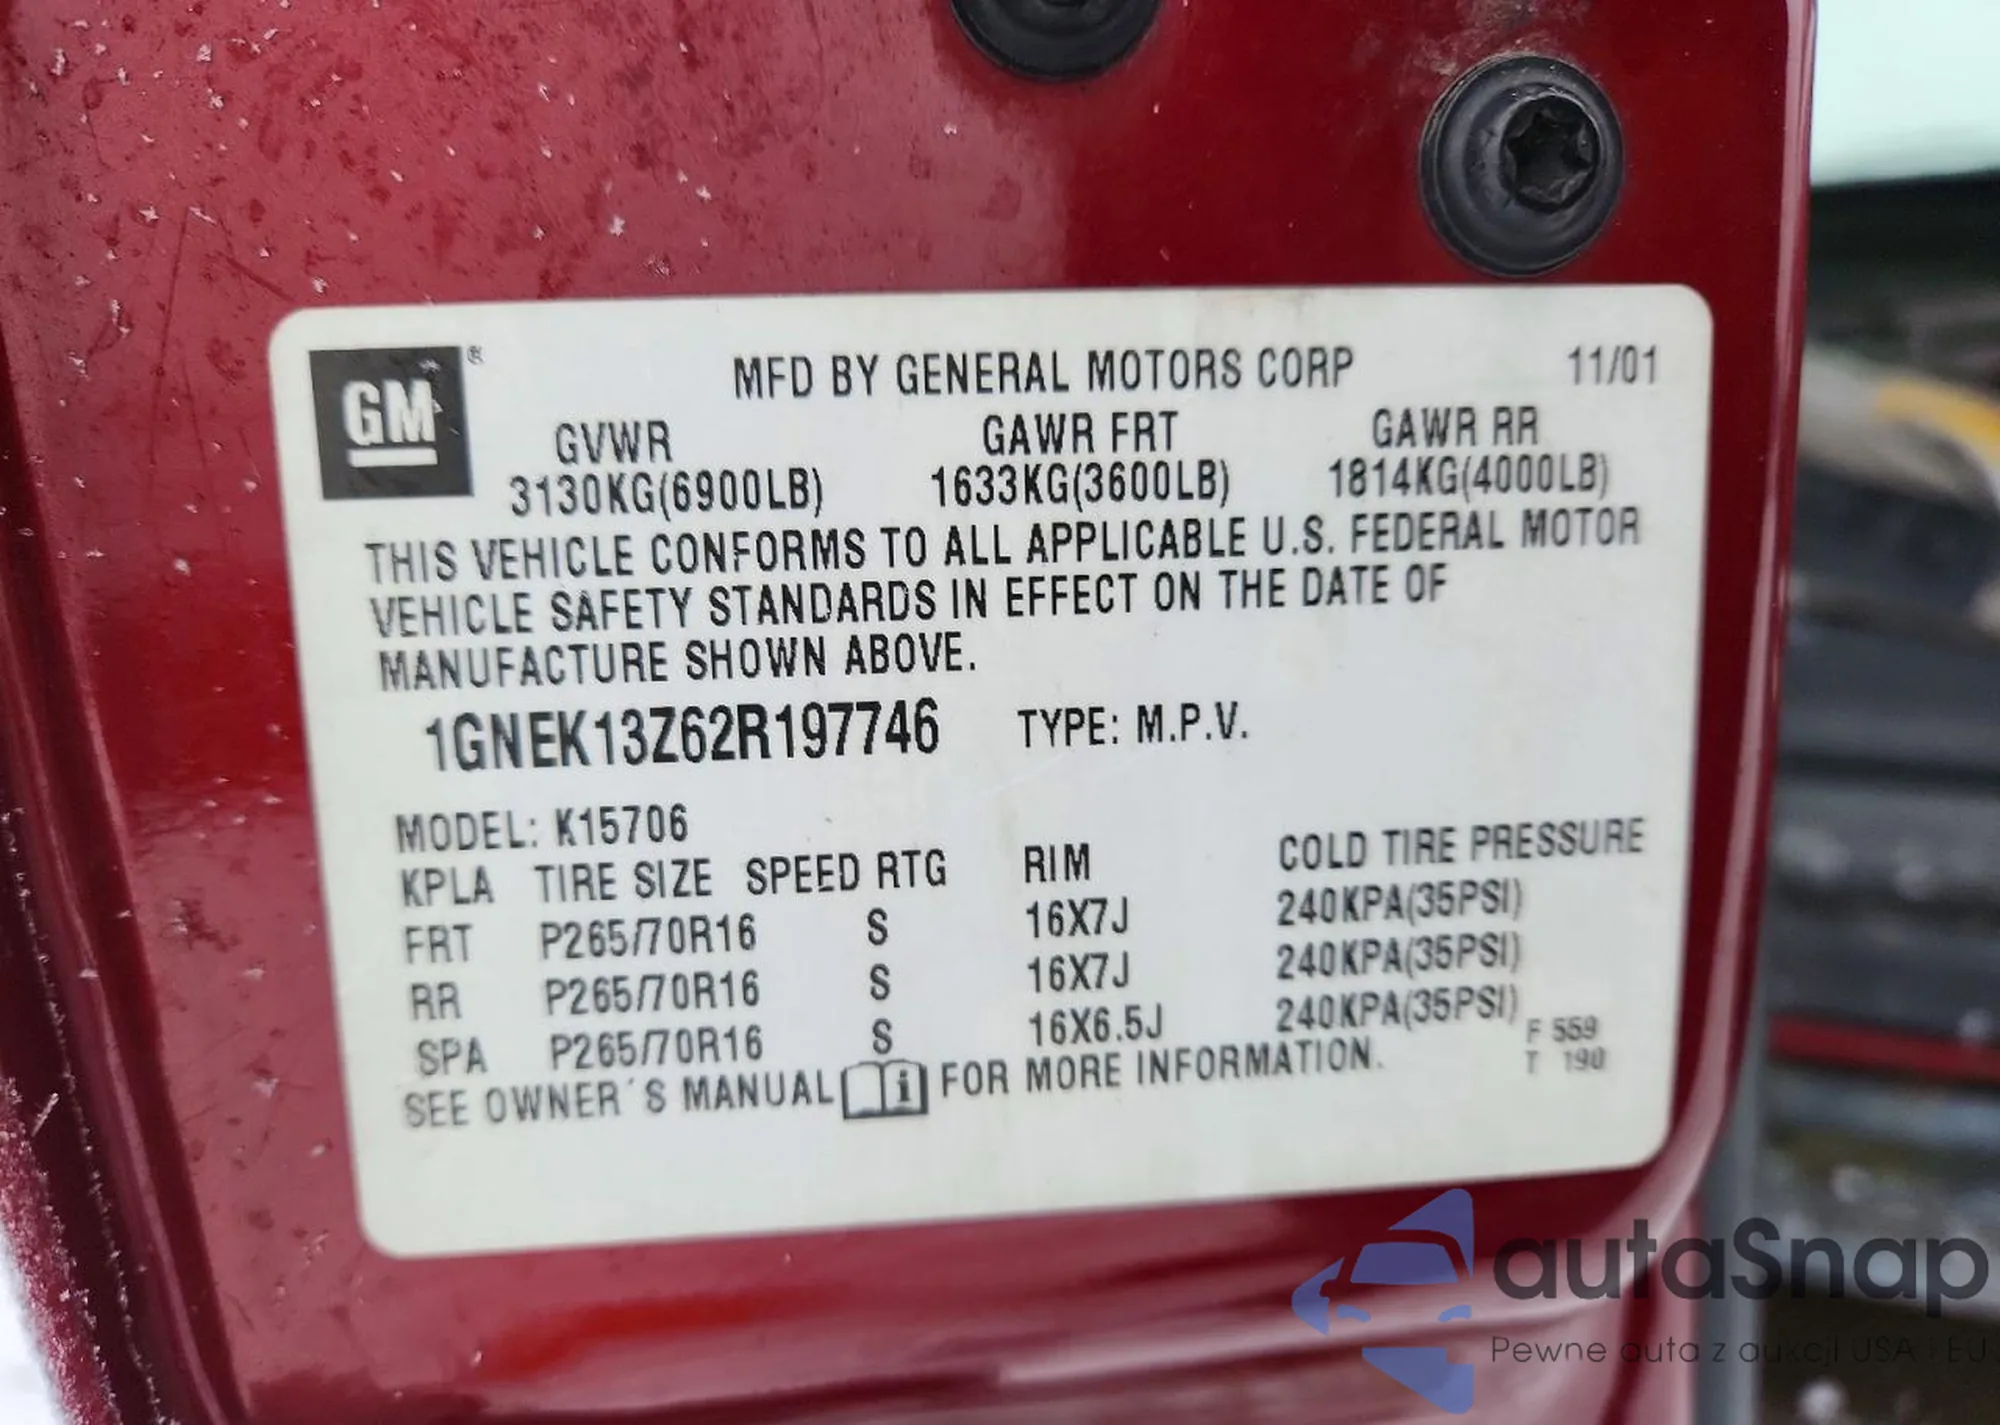 GM ®
MFD BY GENERAL MOTORS CORP 11/01
GVWR GAWR FRT GAWR RR
3130KG(6900LB) 1633KG(3600LB) 1814KG(4000LB)
THIS VEHICLE CONFORMS TO ALL APPLICABLE U.S. FEDERAL MOTOR
VEHICLE SAFETY STANDARDS IN EFFECT ON THE DATE OF
MANUFACTURE SHOWN ABOVE.
1GNEK13Z62R197746 TYPE: M.P.V.
MODEL: K15706
KPLA TIRE SIZE SPEED RTG RIM COLD TIRE PRESSURE
FRT P265/70R16 S 16X7J 240KPA(35PSI)
RR P265/70R16 S 16X7J 240KPA(35PSI)
SPA P265/70R16 S 16X6.5J 240KPA(35PSI)
SEE OWNER´S MANUAL i FOR MORE INFORMATION.
F 559
T 190
autaSnap
Pewne auta z aukcji USA i EU